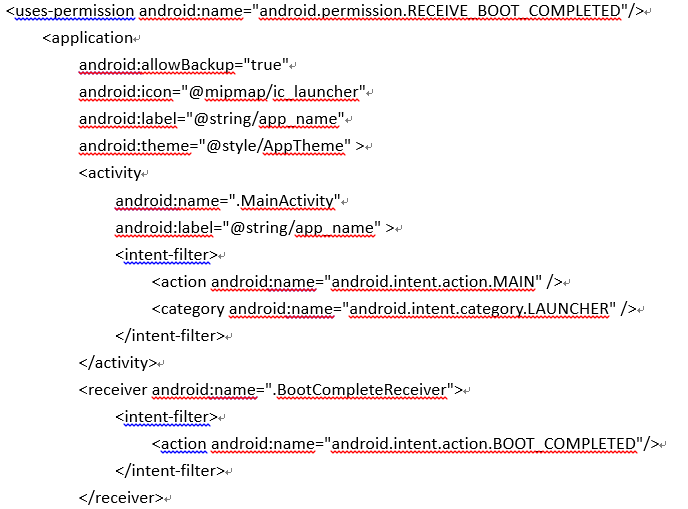 <uses-permission android:name="android.permission.RECEIVE_BOOT_COMPLETED"/>
<application
android:allowBackup="true"
android:icon="@mipmap/ic_launcher"
android:label="@string/app_name"
android:theme="@style/AppTheme" >
<activity
android:name=".MainActivity"
android:label="@string/app_name" >
<intent-filter>
<action android:name="android.intent.action.MAIN" />
<category android:name="android.intent.category.LAUNCHER" />
</intent-filter>
</activity>
<receiver android:name=".BootCompleteReceiver">
<intent-filter>
<action android:name="android.intent.action.BOOT_COMPLETED"/>
</intent-filter>
</receiver>